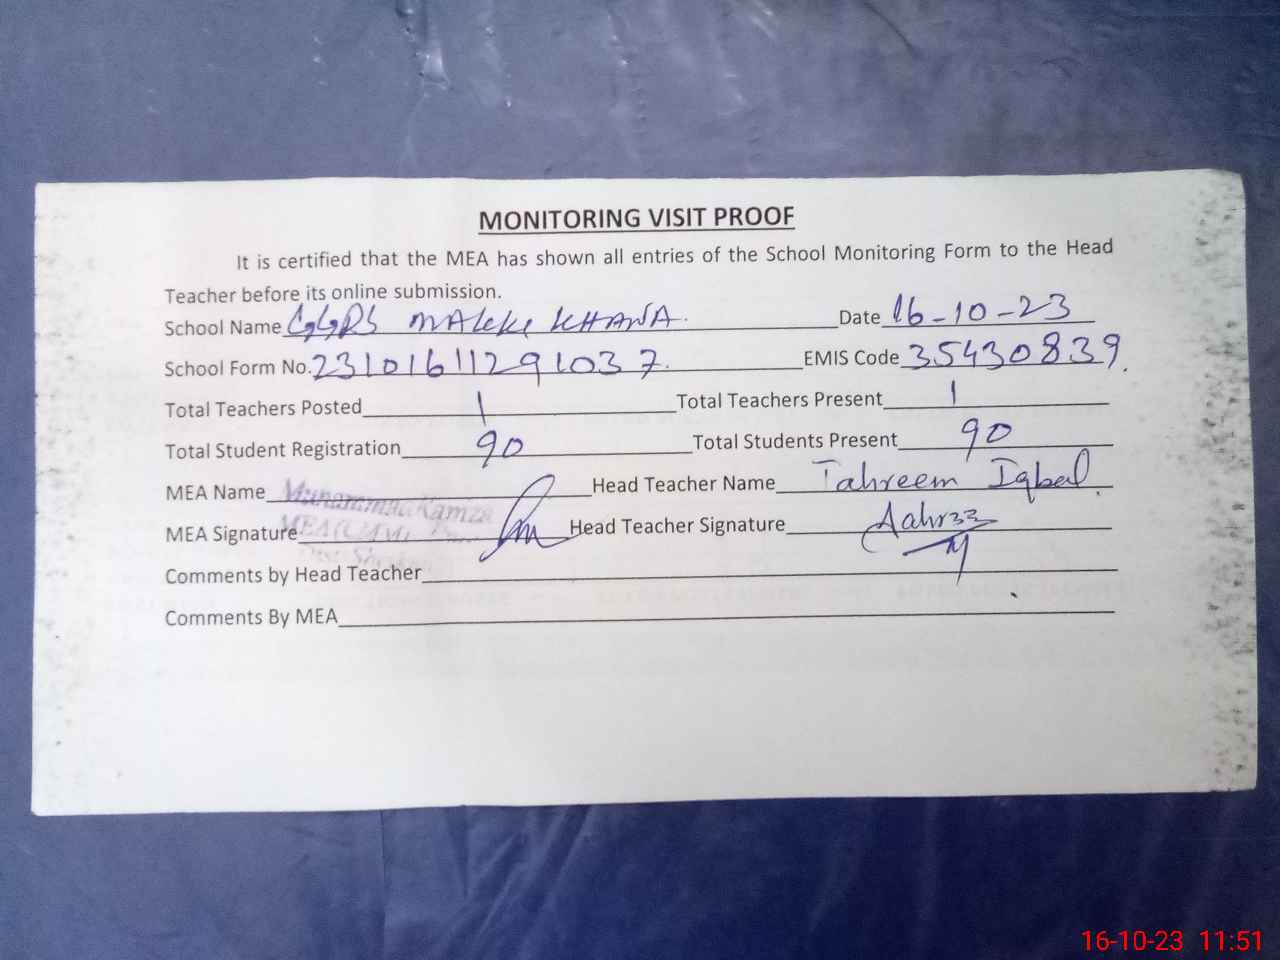 MONITORING VISIT PROOF
It is certified that the MEA has shown all entries of the School Monitoring Form to the Head
Teacher before its online submission.
School Name KHANA. Date 16-10-23
School Form No. 23101611291037. EMIS Code 35430839.
Total Teachers Posted 1 Total Teachers Present 1
Total Student Registration 90 Total Students Present 90
MEA Name Head Teacher Name Tahreem Iqbal.
MEA Signature Head Teacher Signature
Comments by Head Teacher
Comments By MEA
16-10-23 11:51